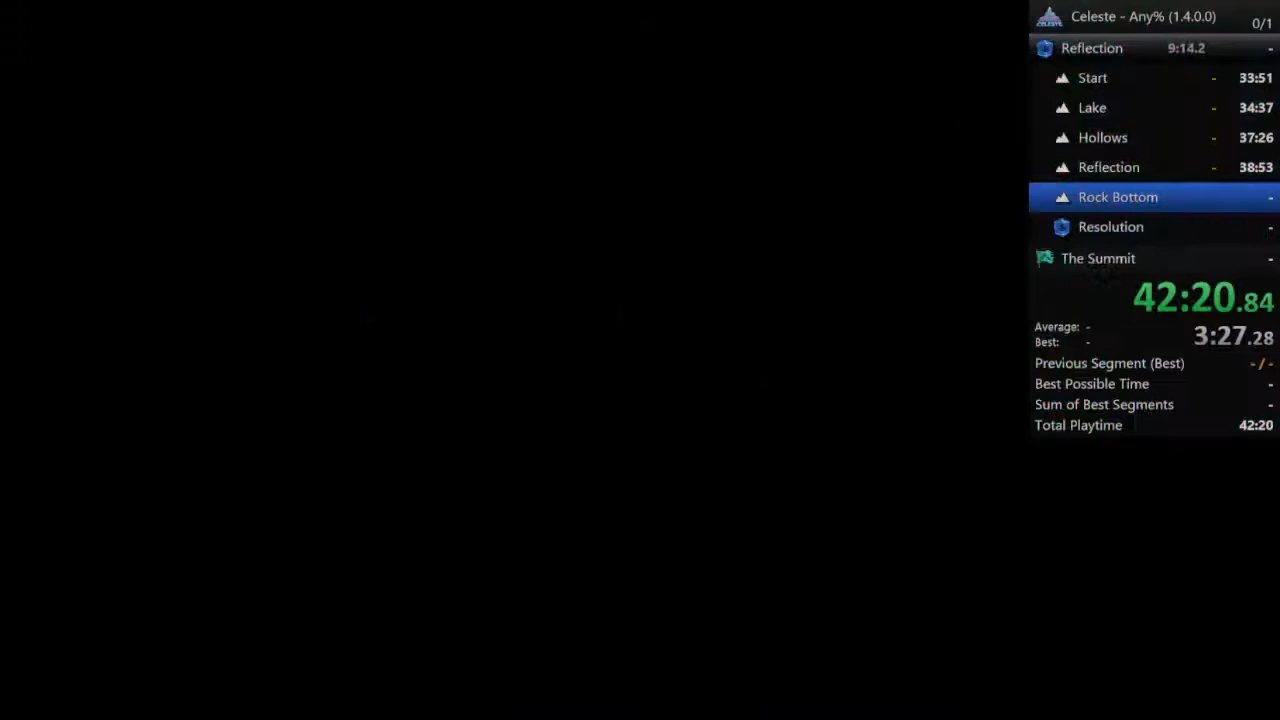 Celeste - Any% (1.4.0.0) 0/1
Reflection 9:14.2 -
Start - 33:51
Lake - 34:37
Hollows - 37:26
Reflection - 38:53
Rock Bottom -
Resolution -
The Summit -
42:20.84
Average: - 3:27.28
Best: -
Previous Segment (Best) - / -
Best Possible Time -
Sum of Best Segments -
Total Playtime 42:20